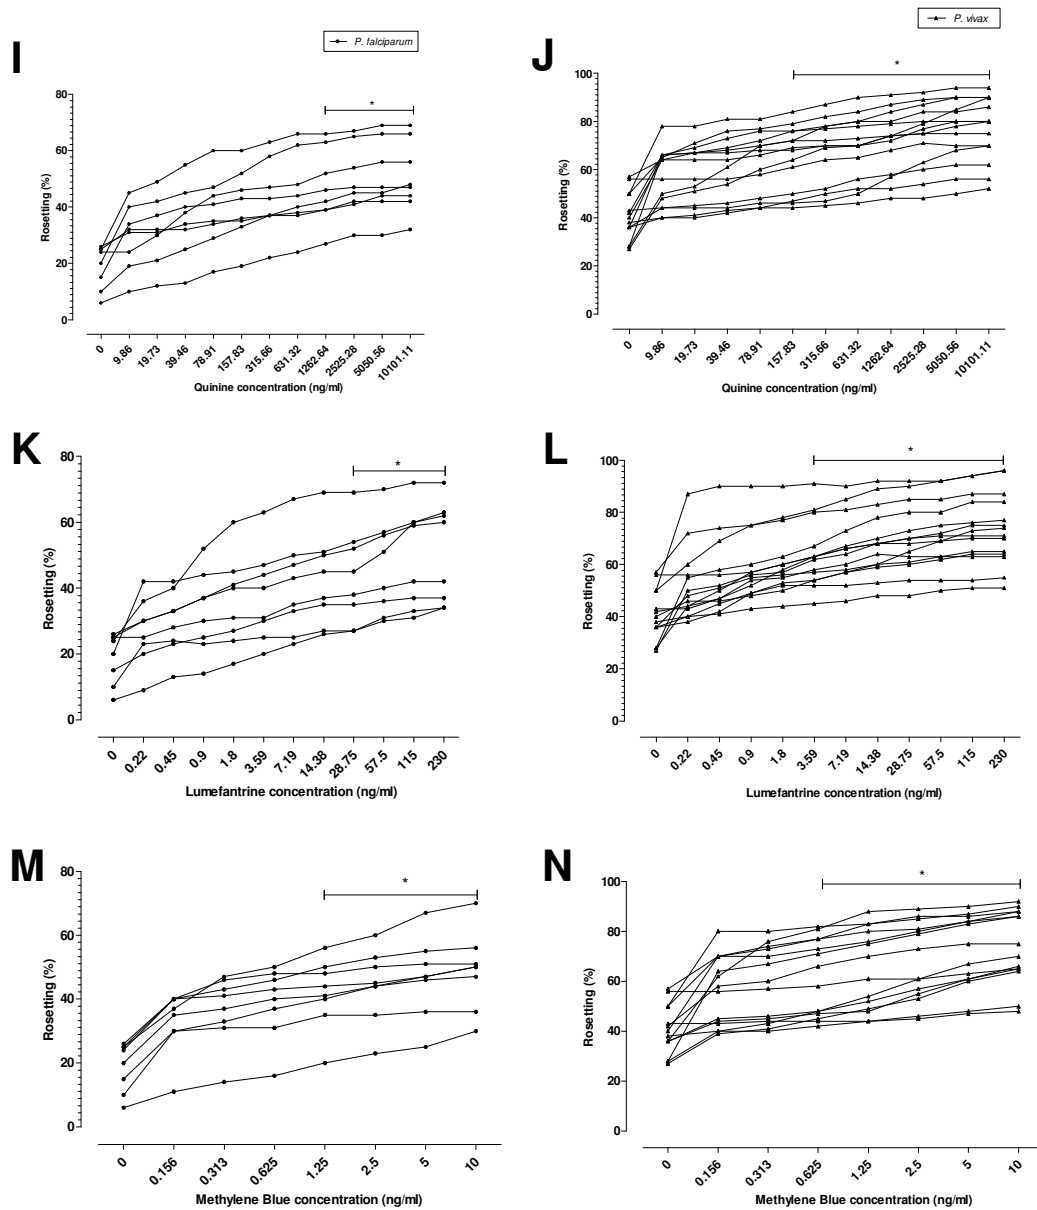 I
P. falciparum
*
80
60
40
20
0
Rosetting (%)
0 9.86 19.73 39.46 78.91 157.83 315.66 631.32 1262.64 2525.28 5050.56 10101.11
Quinine concentration (ng/ml)
J
P. vivax
*
100
80
60
40
20
0
Rosetting (%)
0 9.86 19.73 39.46 78.91 157.83 315.66 631.32 1262.64 2525.28 5050.56 10101.11
Quinine concentration (ng/ml)
K
*
80
60
40
20
0
Rosetting (%)
0 0.22 0.45 0.9 1.8 3.59 7.19 14.38 28.75 57.5 115 230
Lumefantrine concentration (ng/ml)
L
*
100
80
60
40
20
0
Rosetting (%)
0 0.22 0.45 0.9 1.8 3.59 7.19 14.38 28.75 57.5 115 230
Lumefantrine concentration (ng/ml)
M
*
80
60
40
20
0
Rosetting (%)
0 0.156 0.313 0.625 1.25 2.5 5 10
Methylene Blue concentration (ng/ml)
N
*
100
80
60
40
20
0
Rosetting (%)
0 0.156 0.313 0.625 1.25 2.5 5 10
Methylene Blue concentration (ng/ml)